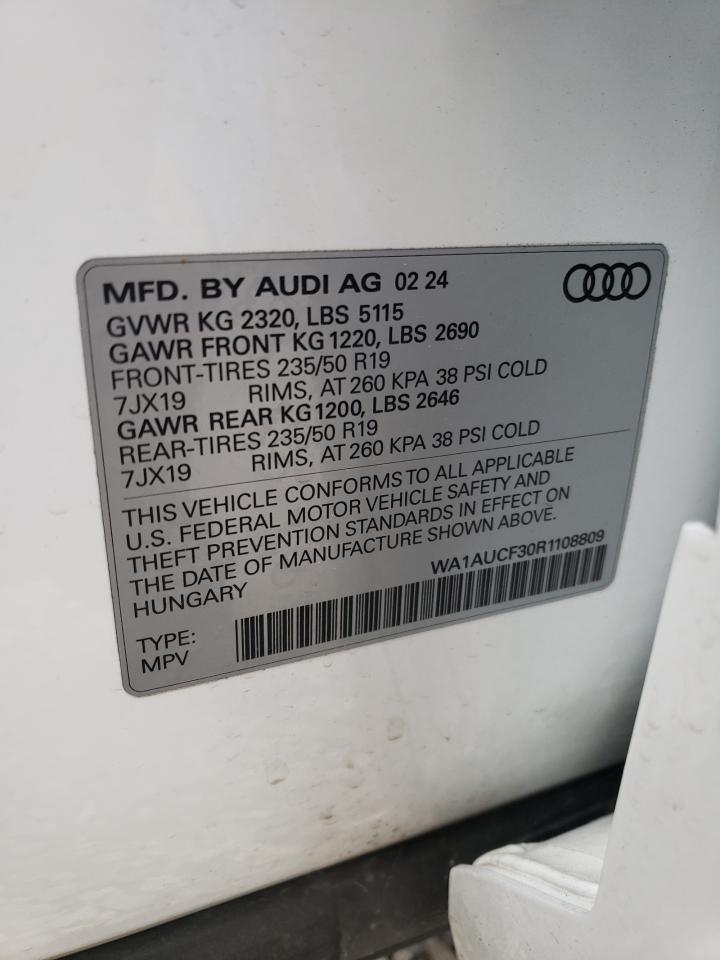 MFD. BY AUDI AG 02 24
GVWR KG 2320, LBS 5115
GAWR FRONT KG 1220, LBS 2690
FRONT-TIRES 235/50 R19
7JX19 RIMS, AT 260 KPA 38 PSI COLD
GAWR REAR KG 1200, LBS 2646
REAR-TIRES 235/50 R19
7JX19 RIMS, AT 260 KPA 38 PSI COLD
THIS VEHICLE CONFORMS TO ALL APPLICABLE
U.S. FEDERAL MOTOR VEHICLE SAFETY AND
THEFT PREVENTION STANDARDS IN EFFECT ON
THE DATE OF MANUFACTURE SHOWN ABOVE.
HUNGARY WA1AUCF30R1108809
TYPE:
MPV